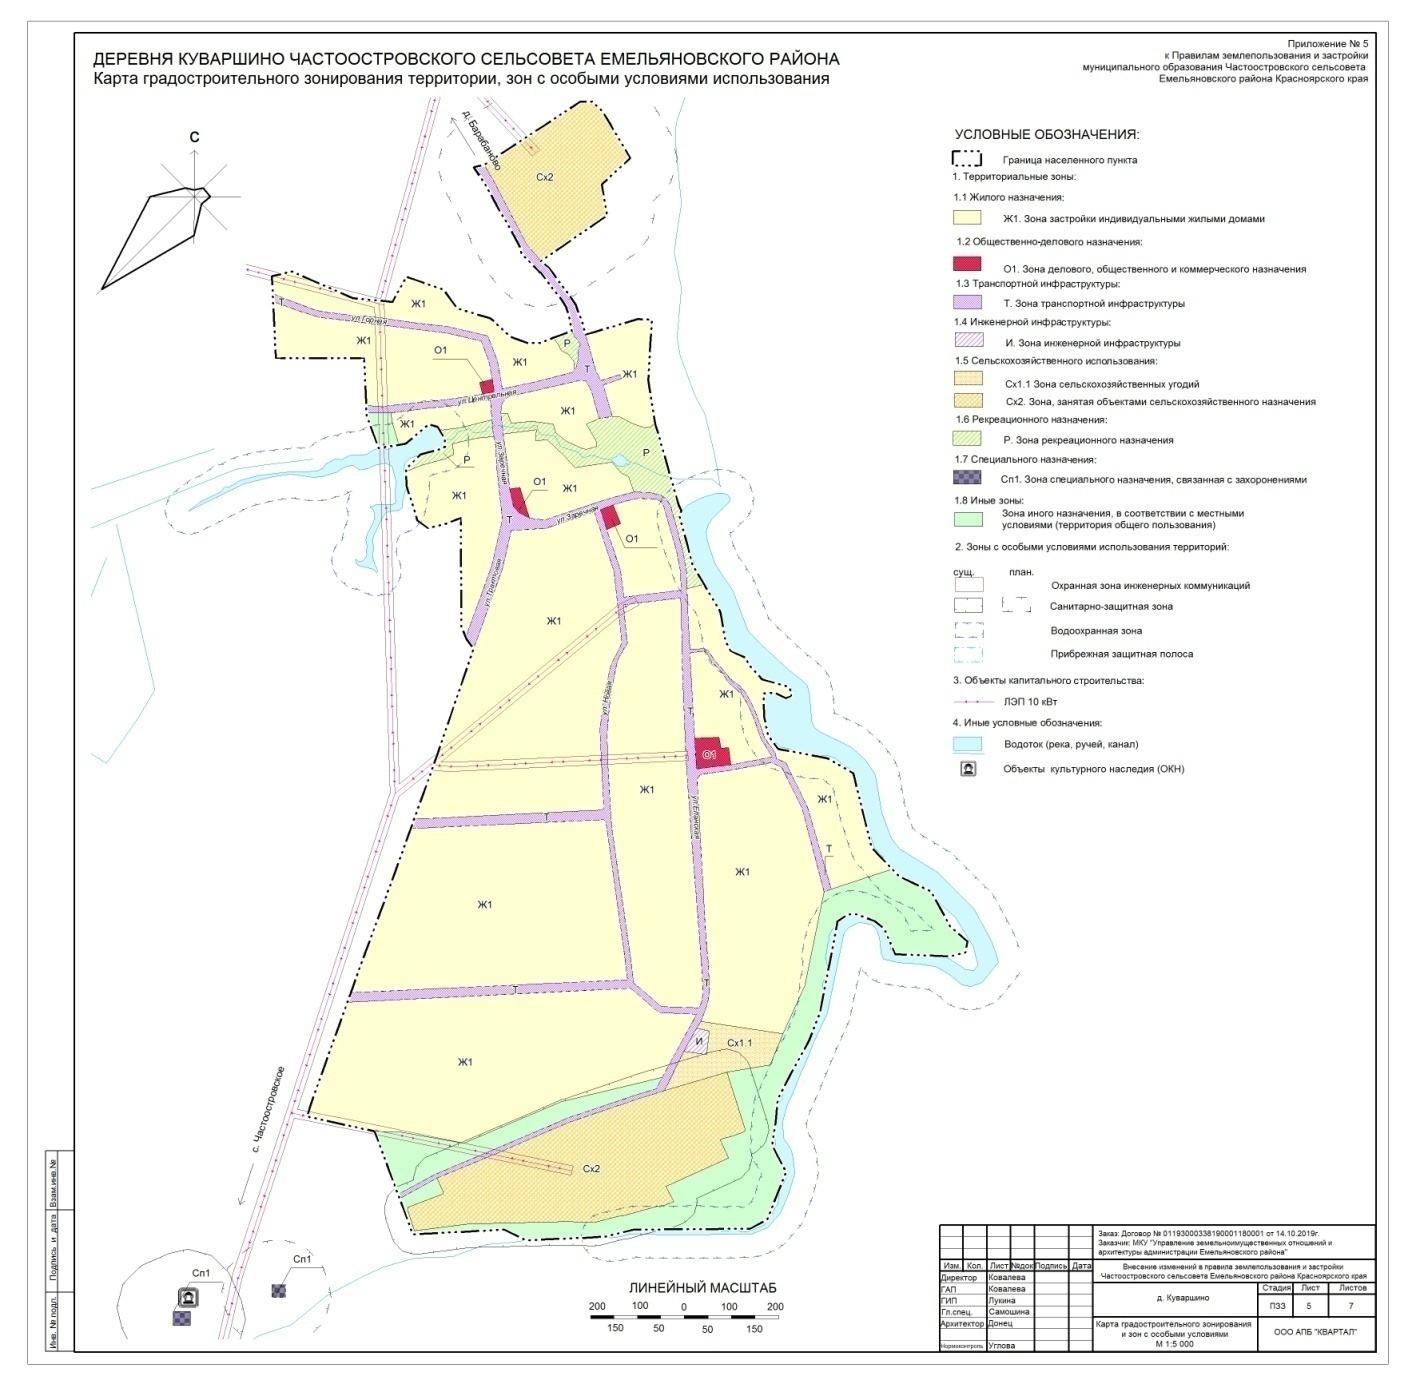 Приложение № 5
к Правилам землепользования и застройки
муниципального образования Частоостровского сельсовета
Емельяновского района Красноярского края
ДЕРЕВНЯ КУВАРШИНО ЧАСТООСТРОВСКОГО СЕЛЬСОВЕТА ЕМЕЛЬЯНОВСКОГО РАЙОНА
Карта градостроительного зонирования территории, зон с особыми условиями использования
С
УСЛОВНЫЕ ОБОЗНАЧЕНИЯ:
Граница населенного пункта
1. Территориальные зоны:
1.1 Жилого назначения:
Ж1. Зона застройки индивидуальными жилыми домами
1.2 Общественно-делового назначения:
О1. Зона делового, общественного и коммерческого назначения
1.3 Транспортной инфраструктуры:
Т. Зона транспортной инфраструктуры
1.4 Инженерной инфраструктуры:
И. Зона инженерной инфраструктуры
1.5 Сельскохозяйственного использования:
Сх1.1 Зона сельскохозяйственных угодий
Сх2. Зона, занятая объектами сельскохозяйственного назначения
1.6 Рекреационного назначения:
Р. Зона рекреационного назначения
1.7 Специального назначения:
Сп1. Зона специального назначения, связанная с захоронениями
1.8 Иные зоны:
Зона иного назначения, в соответствии с местными
условиями (территория общего пользования)
2. Зоны с особыми условиями использования территорий:
сущ. план.
Охранная зона инженерных коммуникаций
Санитарно-защитная зона
Водоохранная зона
Прибрежная защитная полоса
3. Объекты капитального строительства:
ЛЭП 10 кВт
4. Иные условные обозначения:
Водоток (река, ручей, канал)
Объекты культурного наследия (ОКН)
д. Барабаново
Сх2
Т
Ж1
ул.Горная
Ж1
О1
Ж1
Р
Т
Ж1
ул.Центральная
Ж1
Ж1
Р
Р
ул.Заречная
Ж1
О1
Ж1
Т
ул.Заречная
О1
ул.Трактовая
Ж1
ул. Новая
Ж1
Т
О1
Ж1
Ж1
ул.Еланская
Т
Т
Ж1
Ж1
Т
Т
И
Сх1.1
Ж1
с. Частоостровское
Сх2
Сп1
Сп1
ЛИНЕЙНЫЙ МАСШТАБ
200 100 0 100 200
150 50 50 150
Взам.инв.№
Подпись и дата
Инв. № подл.
Заказ: Договор № 01193000338190001180001 от 14.10.2019г.
Заказчик: МКУ "Управление земельноимущественных отношений и
архитектуры администрации Емельяновского района"
Изм. Кол. Лист №док Подпись Дата
Внесение изменений в правила землепользования и застройки
Частоостровского сельсовета Емельяновского района Красноярского края
Директор Ковалева
ГАП Ковалева
ГИП Лукина
Гл.спец. Самошина
Архитектор Донец
Нормоконтроль Углова
д. Куваршино
Стадия Лист Листов
ПЗЗ 5 7
Карта градостроительного зонирования
и зон с особыми условиями
М 1:5 000
ООО АПБ "КВАРТАЛ"